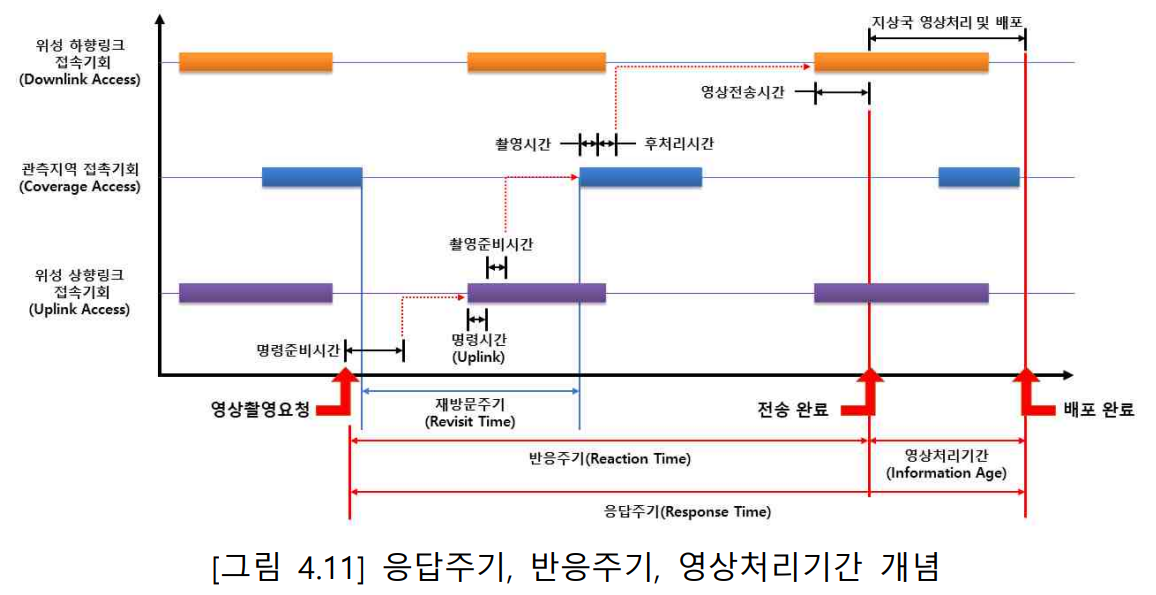 지상국 영상처리 및 배포
위성 하향링크
접속기회
(Downlink Access)
영상전송시간
촬영시간
후처리시간
관측지역 접촉기회
(Coverage Access)
촬영준비시간
위성 상향링크
접속기회
(Uplink Access)
명령시간
(Uplink)
명령준비시간
영상촬영요청
재방문주기
(Revisit Time)
전송 완료
배포 완료
반응주기(Reaction Time)
영상처리기간
(Information Age)
응답주기(Response Time)
[그림 4.11] 응답주기, 반응주기, 영상처리기간 개념